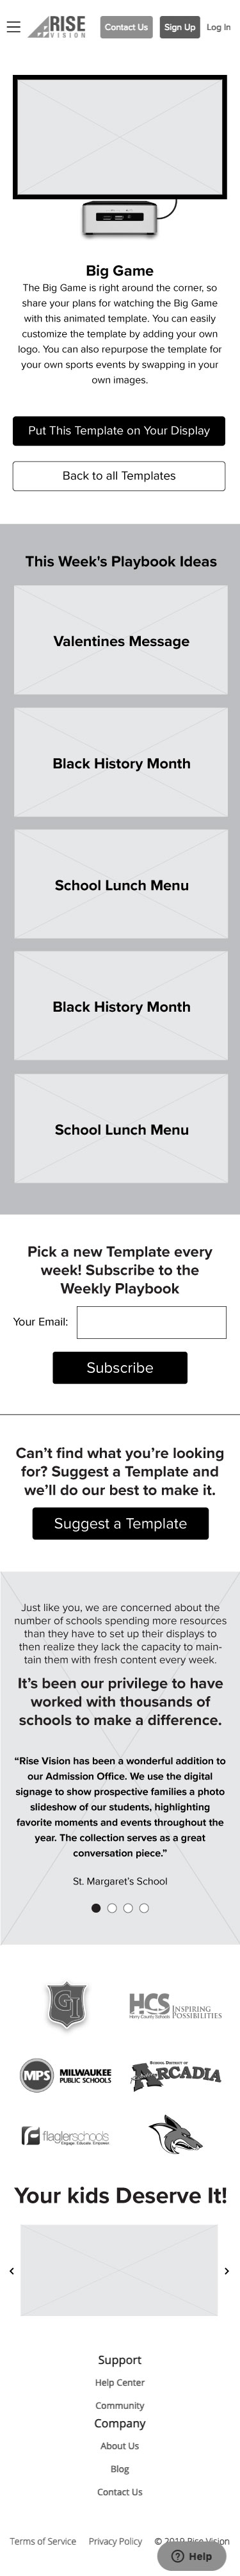 RISE
VISION
Contact Us
Sign Up
Log In
Big Game
The Big Game is right around the corner, so
share your plans for watching the Big Game
with this animated template. You can easily
customize the template by adding your own
logo. You can also repurpose the template for
your own sports events by swapping in your
own images.
Put This Template on Your Display
Back to all Templates
This Week's Playbook Ideas
Valentines Message
Black History Month
School Lunch Menu
Black History Month
School Lunch Menu
Pick a new Template every
week! Subscribe to the
Weekly Playbook
Your Email:
Subscribe
Can’t find what you’re looking
for? Suggest a Template and
we’ll do our best to make it.
Suggest a Template
Just like you, we are concerned about the
number of schools spending more resources
than they have to set up their displays to
then realize they lack the capacity to main-
tain them with fresh content every week.
It’s been our privilege to have
worked with thousands of
schools to make a difference.
“Rise Vision has been a wonderful addition to
our Admission Office. We use the digital
signage to show prospective families a photo
slideshow of our students, highlighting
favorite moments and events throughout the
year. The collection serves as a great
conversation piece.”
St. Margaret’s School
GI
HCS
Horry County Schools
INSPIRING
POSSIBILITIES
MPS
MILWAUKEE
PUBLIC SCHOOLS
SCHOOL DISTRICT OF
ARCADIA
flaglerschools
Engage. Educate. Empower.
Your kids Deserve It!
Support
Help Center
Community
Company
About Us
Blog
Contact Us
Terms of Service
Privacy Policy
© 2019 Rise Vision
Help